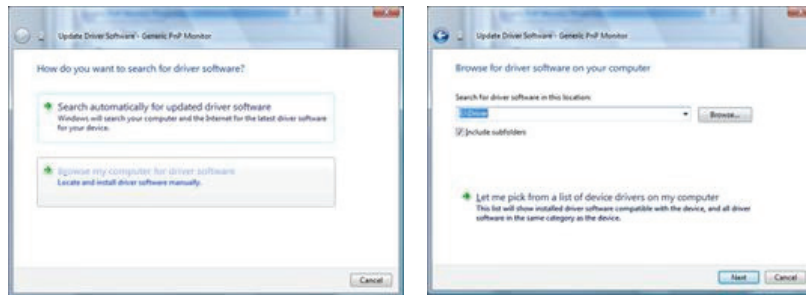 Update Driver Software - Generic PnP Monitor
How do you want to search for driver software?
Search automatically for updated driver software
Windows will search your computer and the Internet for the latest driver software
for your device.
Browse my computer for driver software
Locate and install driver software manually.
Cancel
Update Driver Software - Generic PnP Monitor
Browse for driver software on your computer
Search for driver software in this location:
Browse...
Include subfolders
Let me pick from a list of device drivers on my computer
This list will show installed driver software compatible with the device, and all driver
software in the same category as the device.
Next
Cancel